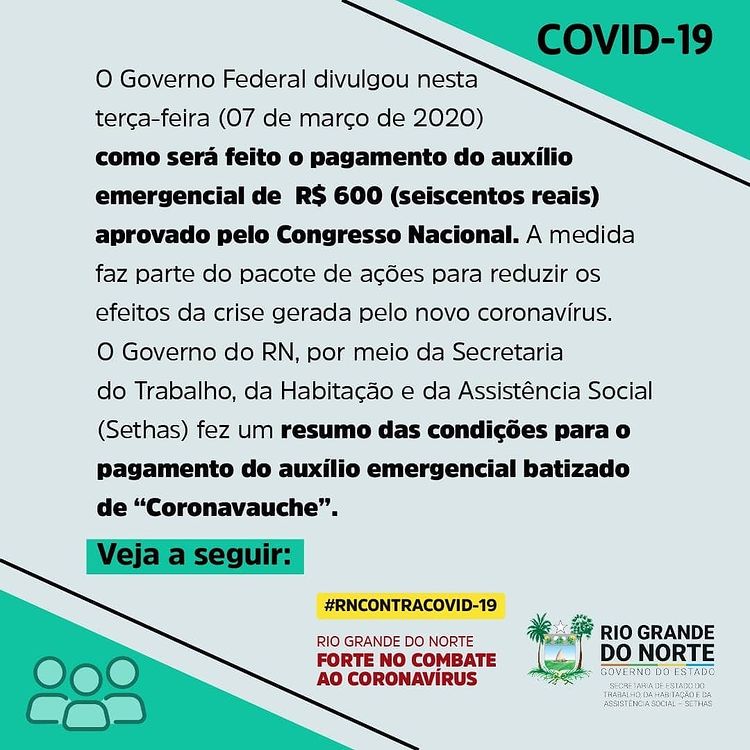 COVID-19
O Governo Federal divulgou nesta
terça-feira (07 de março de 2020)
como será feito o pagamento do auxílio
emergencial de R$ 600 (seiscentos reais)
aprovado pelo Congresso Nacional. A medida
faz parte do pacote de ações para reduzir os
efeitos da crise gerada pelo novo coronavírus.
O Governo do RN, por meio da Secretaria
do Trabalho, da Habitação e da Assistência Social
(Sethas) fez um resumo das condições para o
pagamento do auxílio emergencial batizado
de “Coronavauche”.
Veja a seguir:
#RNCONTRACOVID-19
RIO GRANDE DO NORTE
FORTE NO COMBATE
AO CORONAVÍRUS
RIO GRANDE
DO NORTE
GOVERNO DO ESTADO
SECRETARIA DE ESTADO DO
TRABALHO, DA HABITAÇÃO E DA
ASSISTÊNCIA SOCIAL – SETHAS